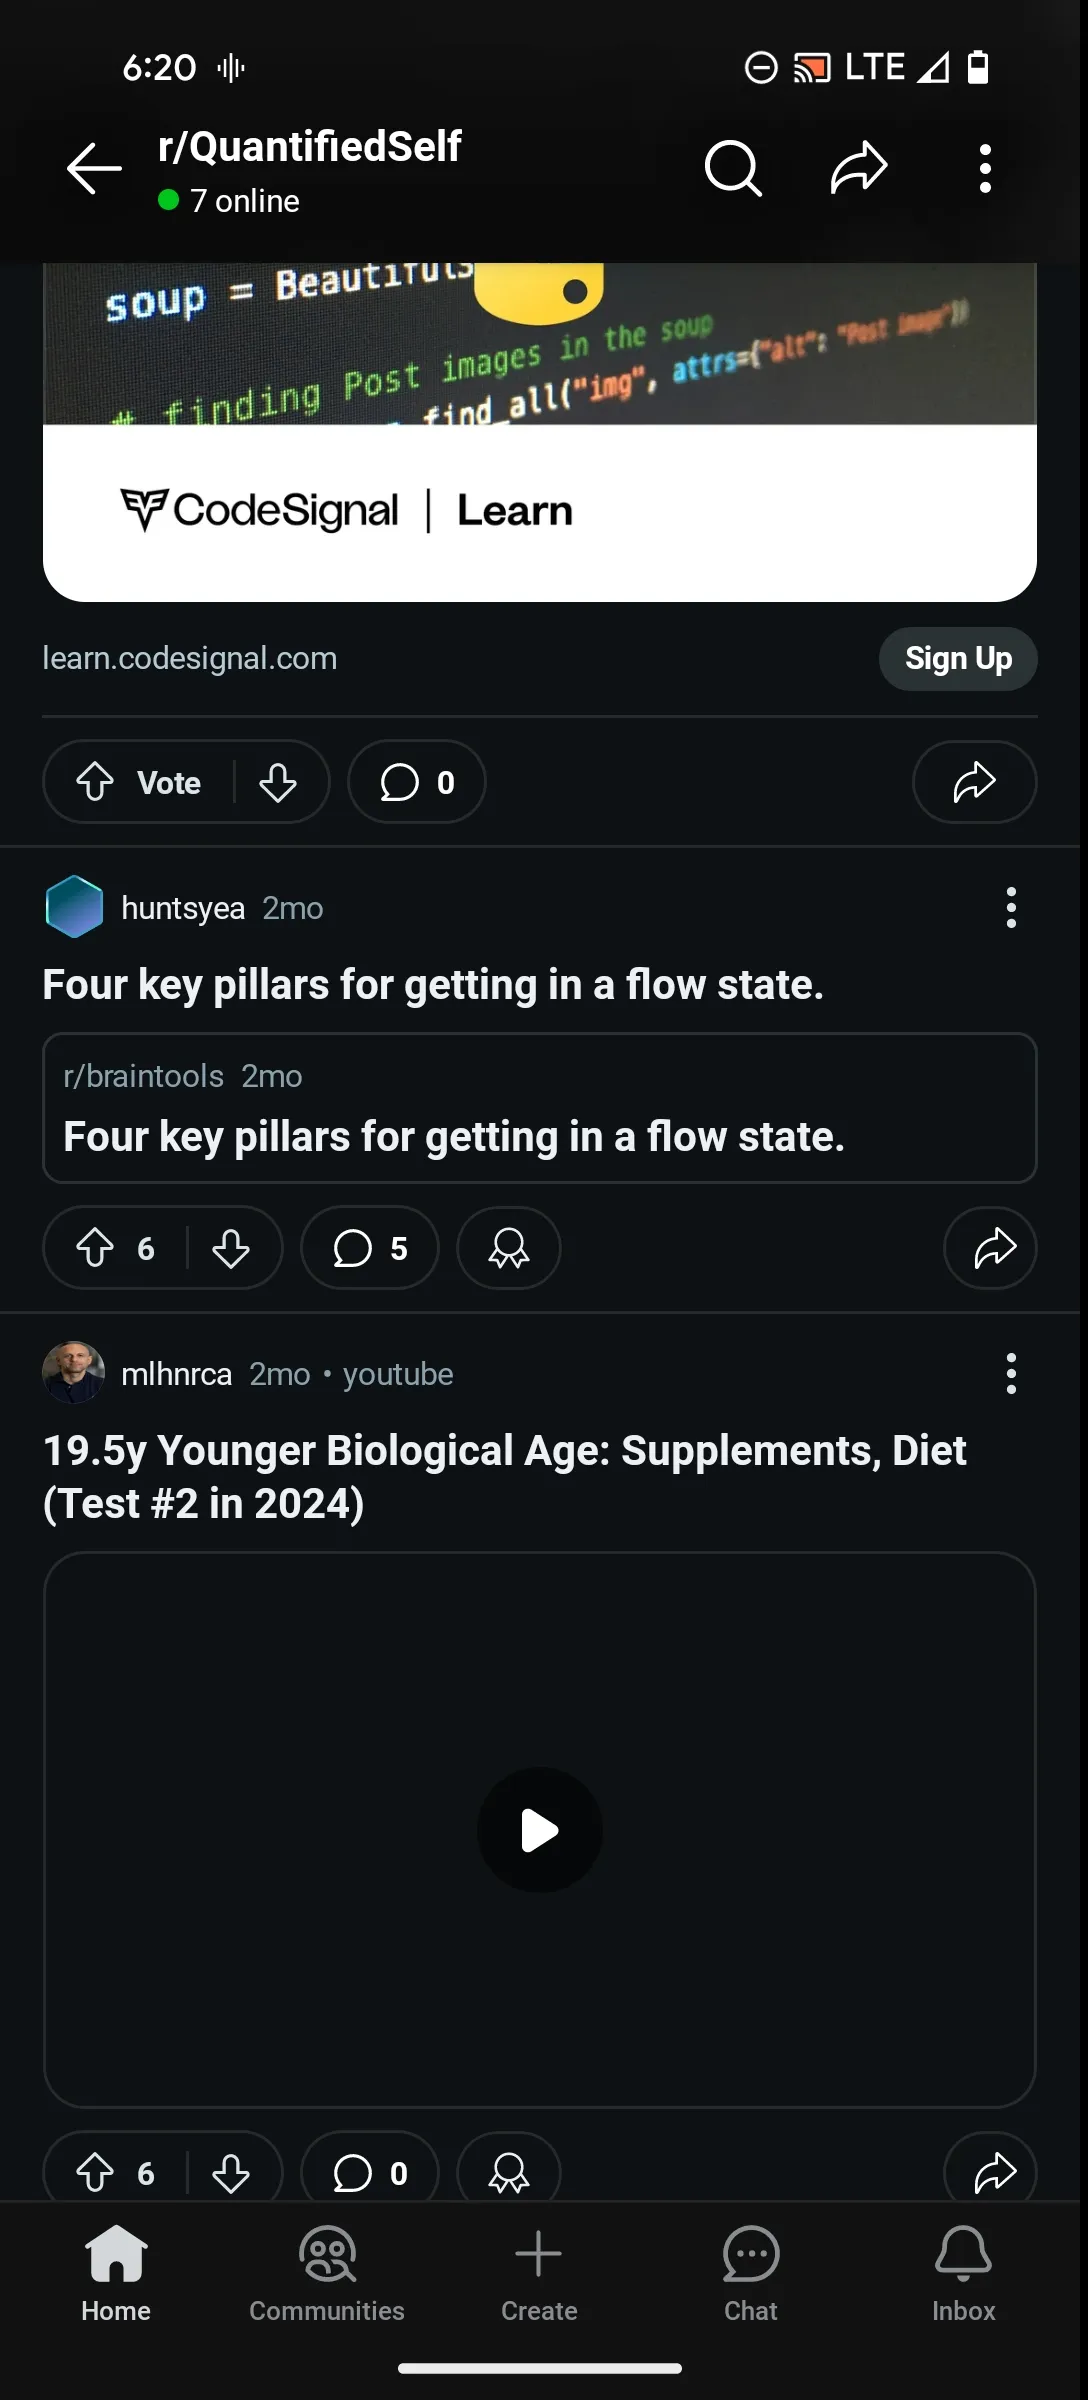 6:20
LTE
r/QuantifiedSelf
7 online
soup = Beautifuls
# finding Post images in the soup
find_all("img", attrs={"alt": "Post image"})
CodeSignal | Learn
learn.codesignal.com
Sign Up
Vote
0
huntsyea 2mo
Four key pillars for getting in a flow state.
r/braintools 2mo
Four key pillars for getting in a flow state.
6
5
mlhnrca 2mo • youtube
19.5y Younger Biological Age: Supplements, Diet
(Test #2 in 2024)
6
0
Home
Communities
Create
Chat
Inbox